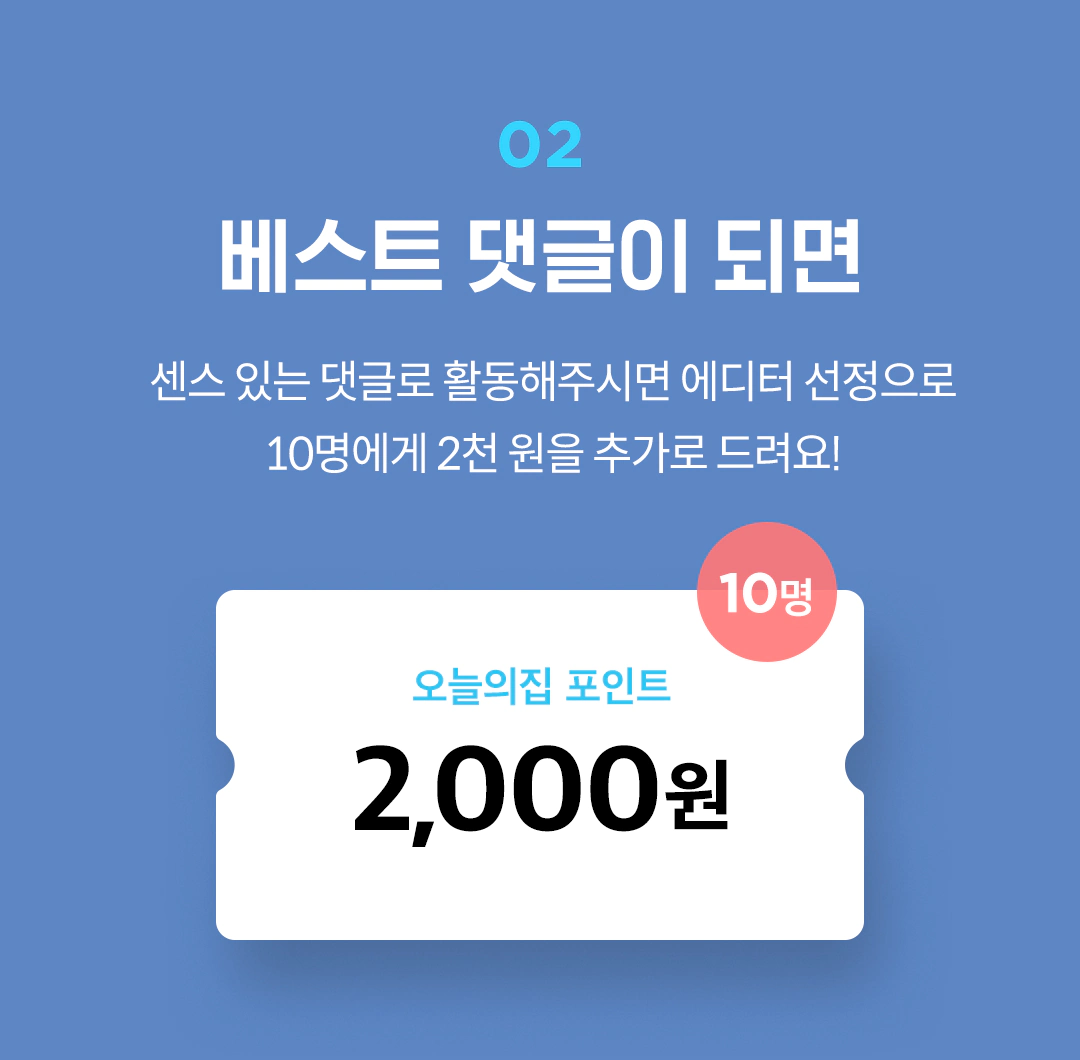 02
베스트 댓글이 되면
센스 있는 댓글로 활동해주시면 에디터 선정으로
10명에게 2천 원을 추가로 드려요!
10명
오늘의집 포인트
2,000원